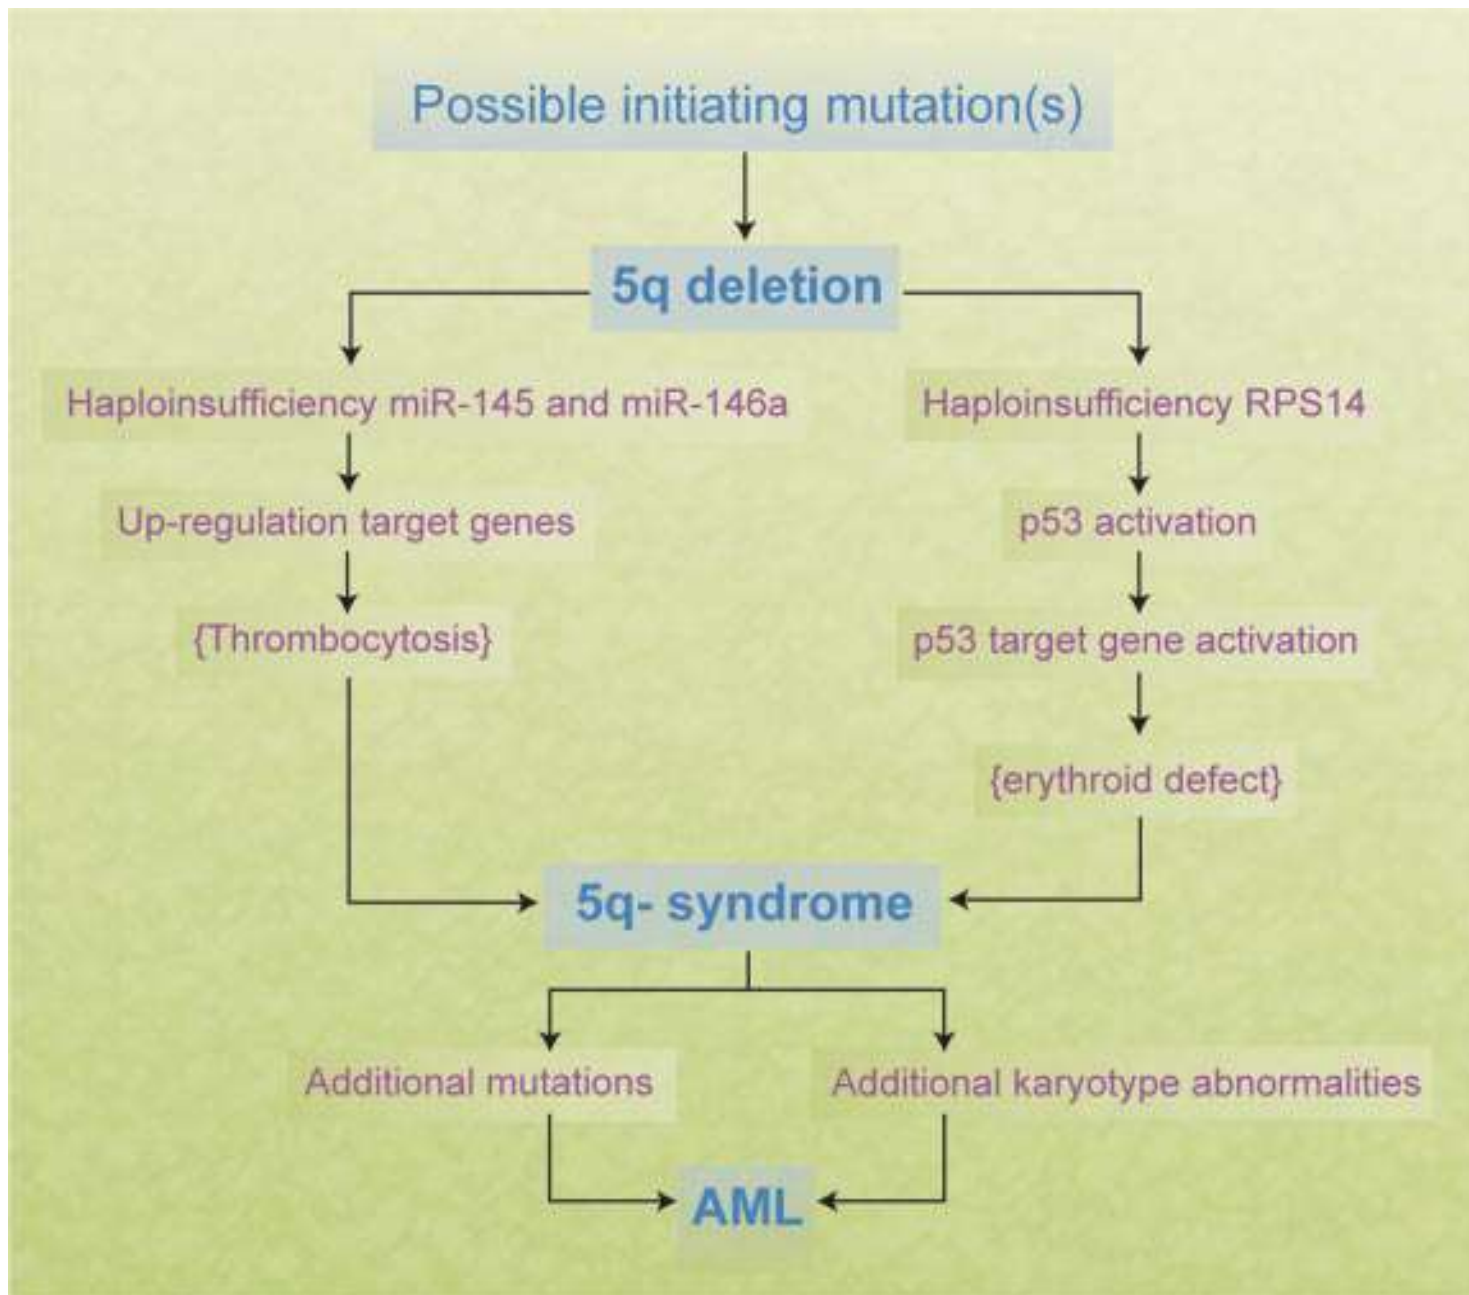 Possible initiating mutation(s)
5q deletion
Haploinsufficiency miR-145 and miR-146a
Haploinsufficiency RPS14
Up-regulation target genes
p53 activation
{Thrombocytosis}
p53 target gene activation
{erythroid defect}
5q- syndrome
Additional mutations
Additional karyotype abnormalities
AML